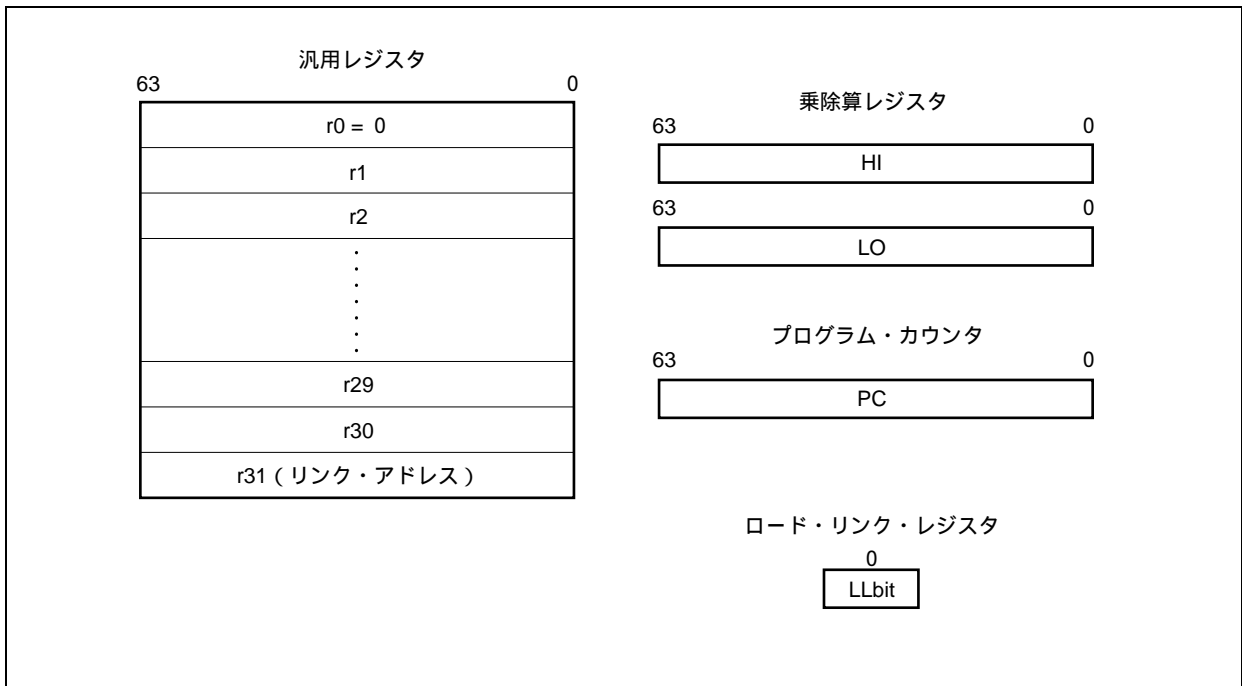 汎用レジスタ
63 0
r0 = 0
r1
r2
・
・
・
・
・
・
・
r29
r30
r31(リンク・アドレス)
乗除算レジスタ
63 0
HI
63 0
LO
プログラム・カウンタ
63 0
PC
ロード・リンク・レジスタ
0
LLbit